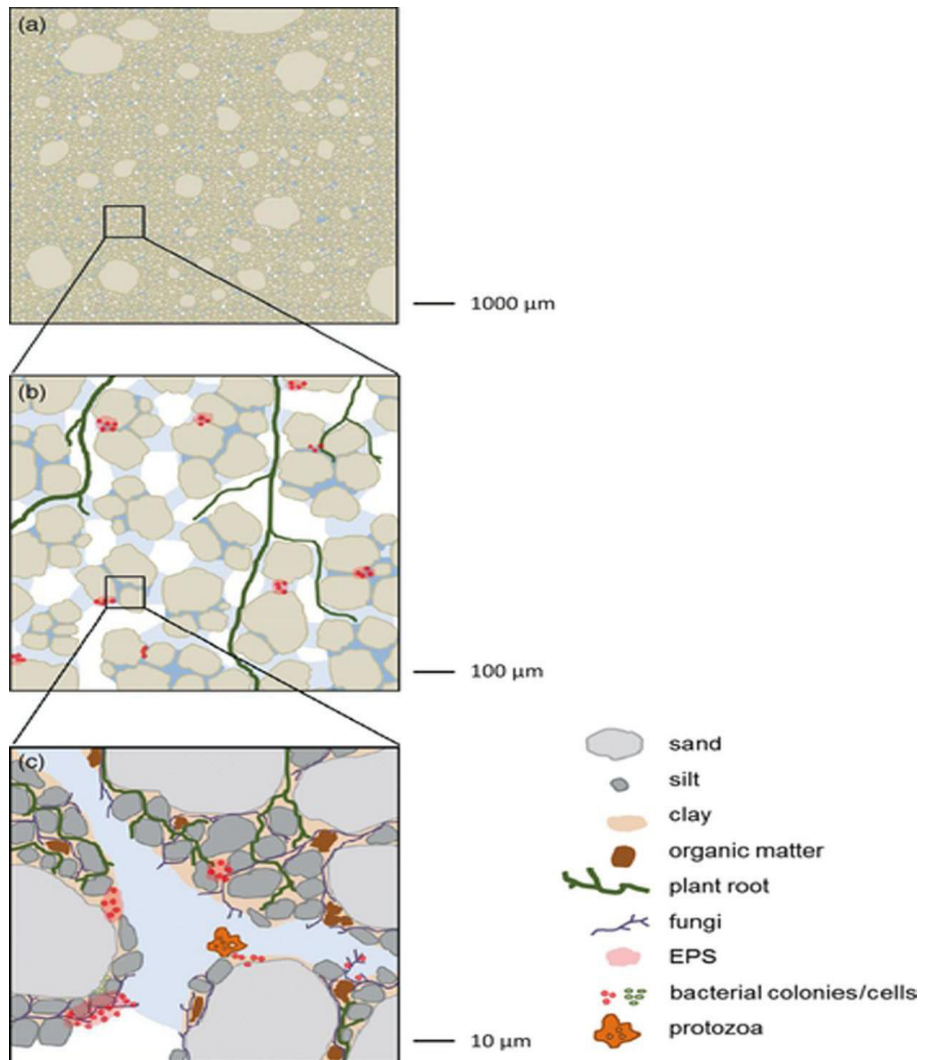 (a)
1000 µm
(b)
100 µm
(c)
10 µm
sand
silt
clay
organic matter
plant root
fungi
EPS
bacterial colonies/cells
protozoa